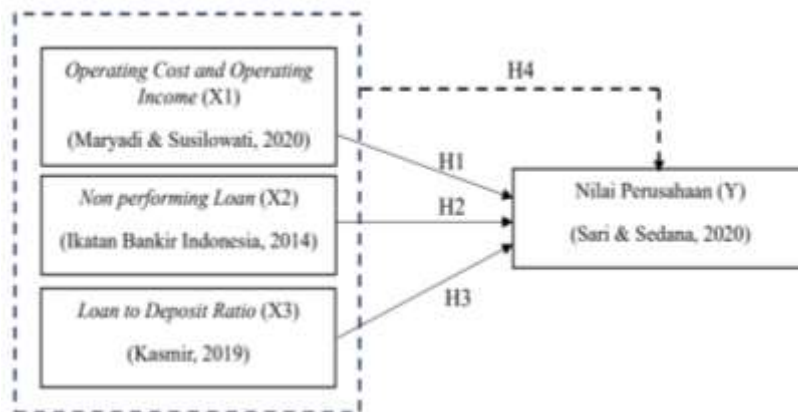 Operating Cost and Operating
Income (X1)
(Maryadi & Susilowati, 2020)
H4
H1
Non performing Loan (X2)
(Ikatan Bankir Indonesia, 2014)
H2
Nilai Perusahaan (Y)
(Sari & Sedana, 2020)
H3
Loan to Deposit Ratio (X3)
(Kasmir, 2019)